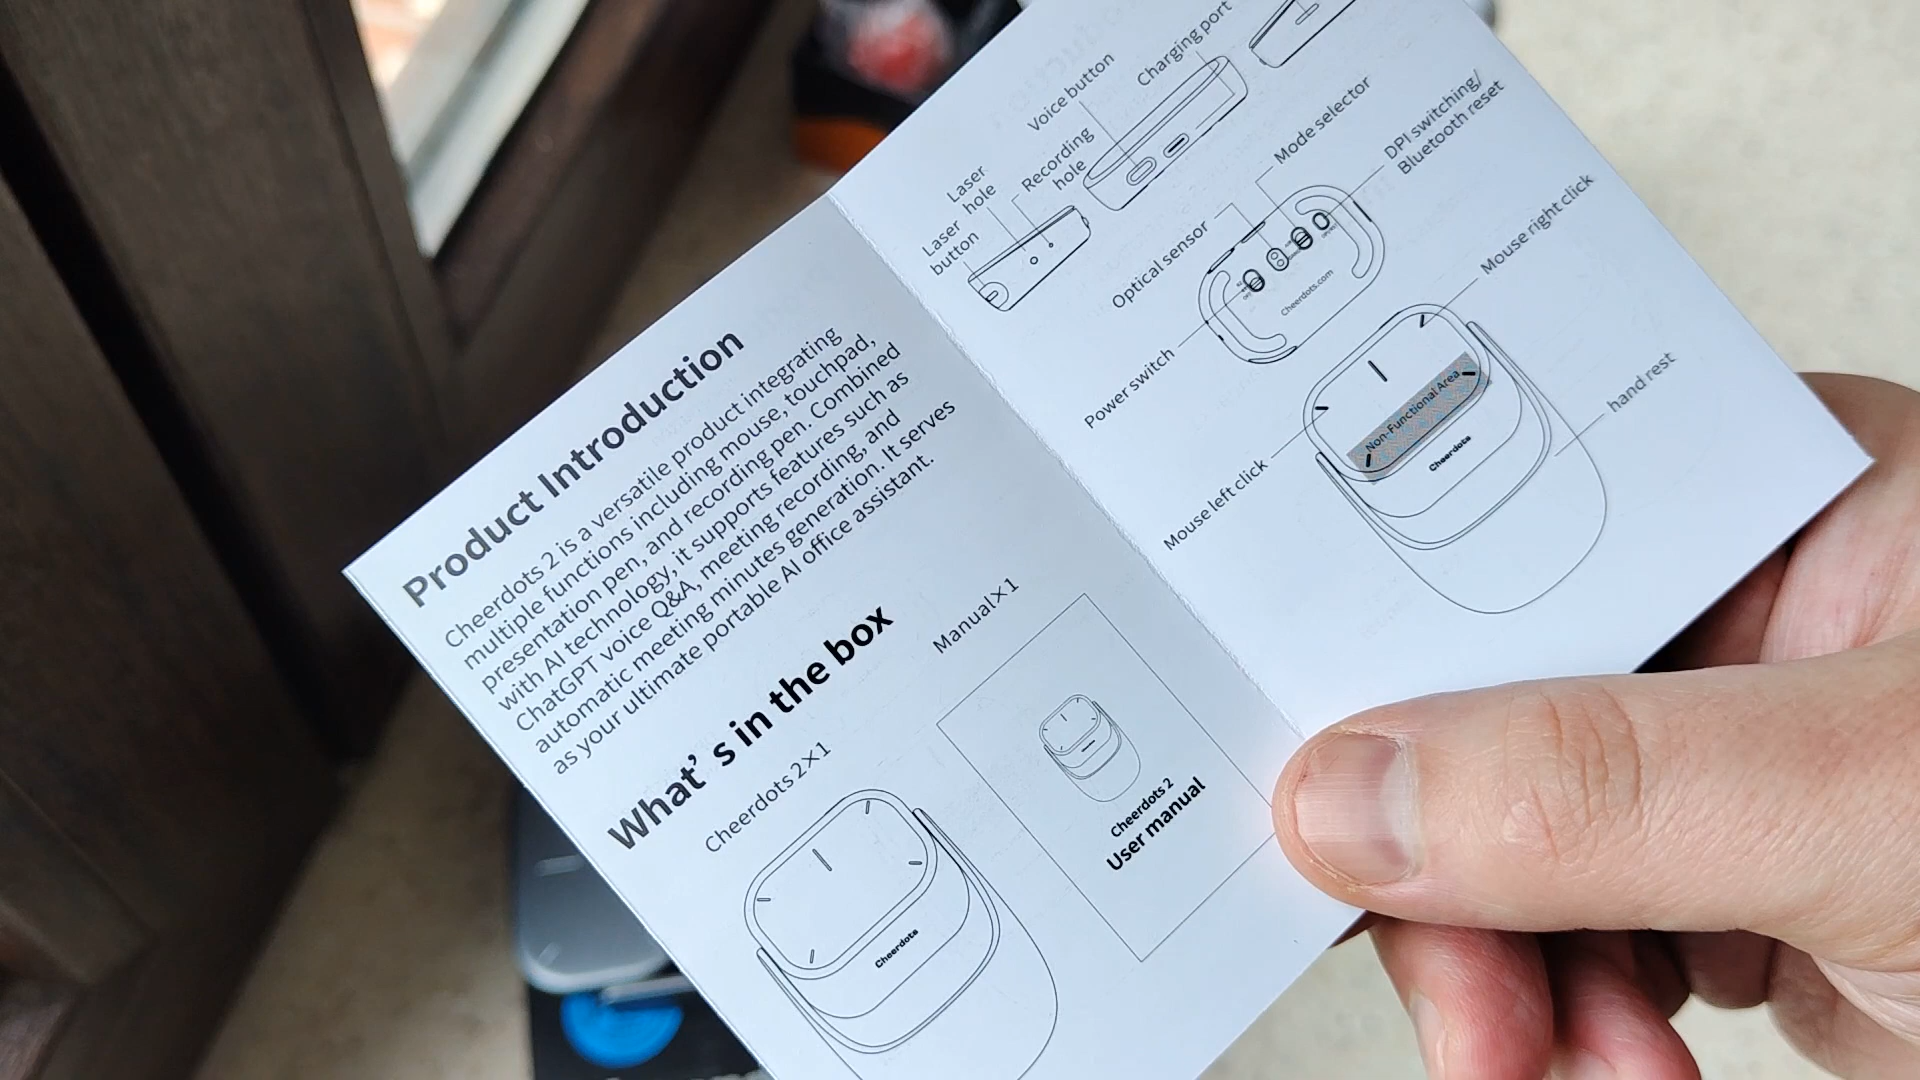 Product Introduction
Cheerdots 2 is a versatile product integrating
multiple functions including mouse, touchpad,
presentation pen, and recording pen. Combined
with AI technology, it supports features such as
ChatGPT voice Q&A, meeting recording, and
automatic meeting minutes generation. It serves
as your ultimate portable AI office assistant.
What's in the box
Cheerdots 2×1
Manual×1
Cheerdots
Cheerdots 2
User manual
Voice button
Charging port
Laser
hole
Recording
hole
Laser
button
Mode selector
DPI switching/
Bluetooth reset
Optical sensor
Cheerdots.com
Power switch
Mouse right click
Non-Functional Area
Cheerdots
hand rest
Mouse left click